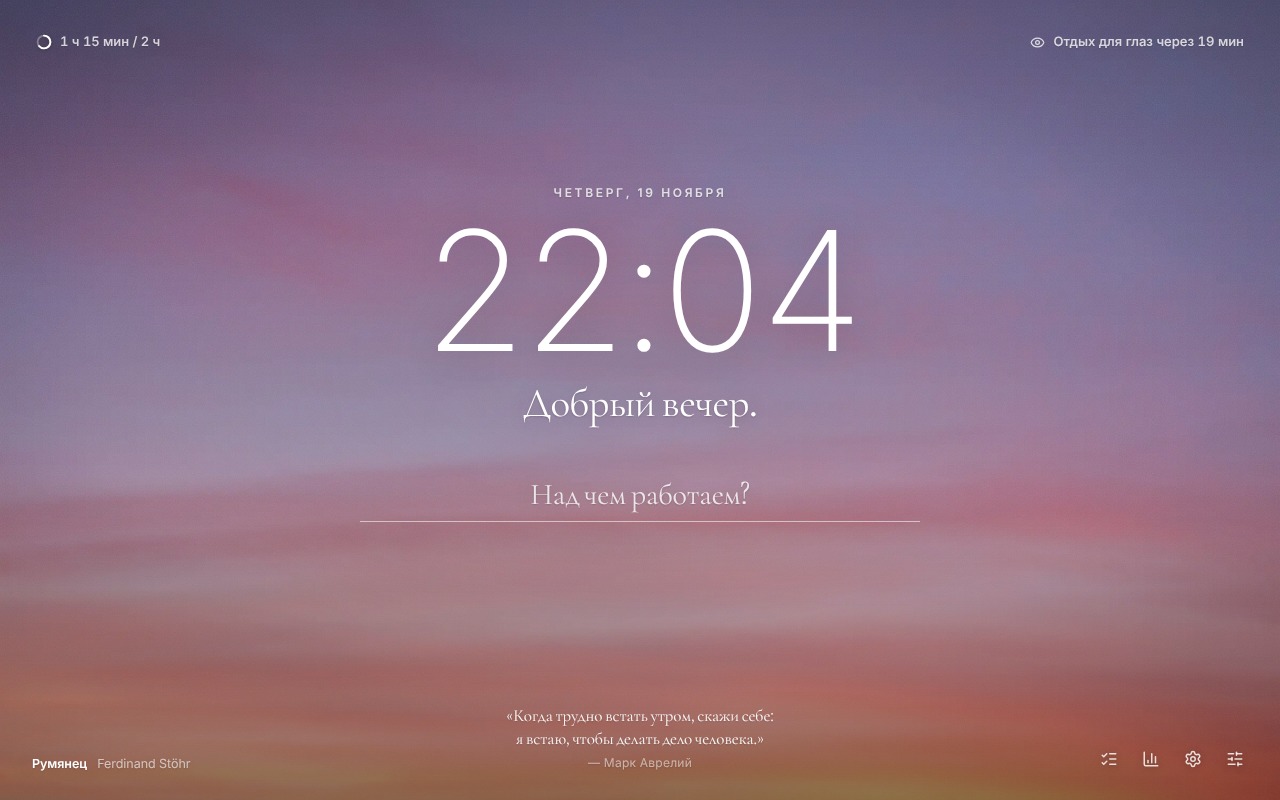 1 ч 15 мин / 2 ч
Отдых для глаз через 19 мин
ЧЕТВЕРГ, 19 НОЯБРЯ
22:04
Добрый вечер.
Над чем работаем?
«Когда трудно встать утром, скажи себе:
я встаю, чтобы делать дело человека.»
— Марк Аврелий
Румянец Ferdinand Stöhr